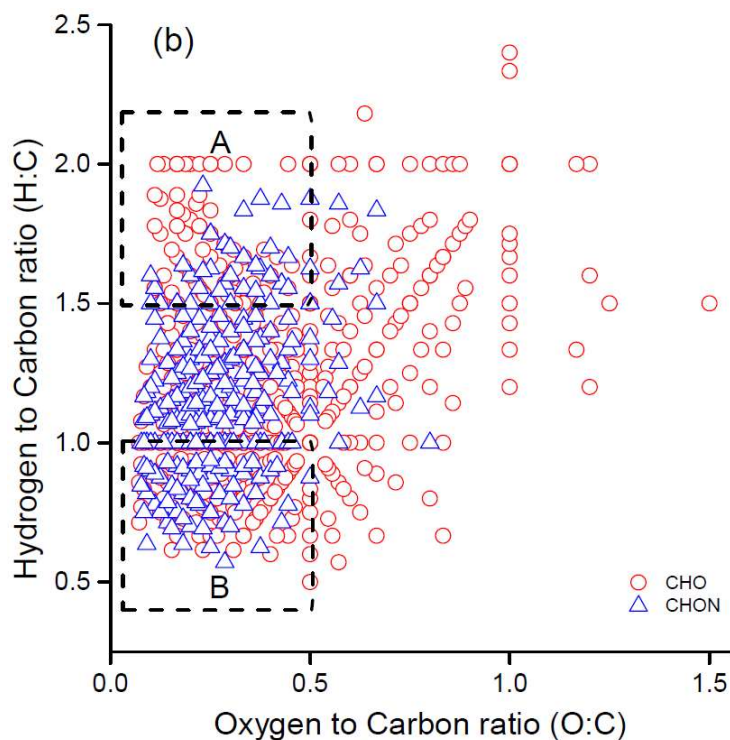 (b)
2.5
A
2.0
1.5
1.0
B
0.5
0.0
0.5
1.0
1.5
Hydrogen to Carbon ratio (H:C)
Oxygen to Carbon ratio (O:C)
CHO
CHON